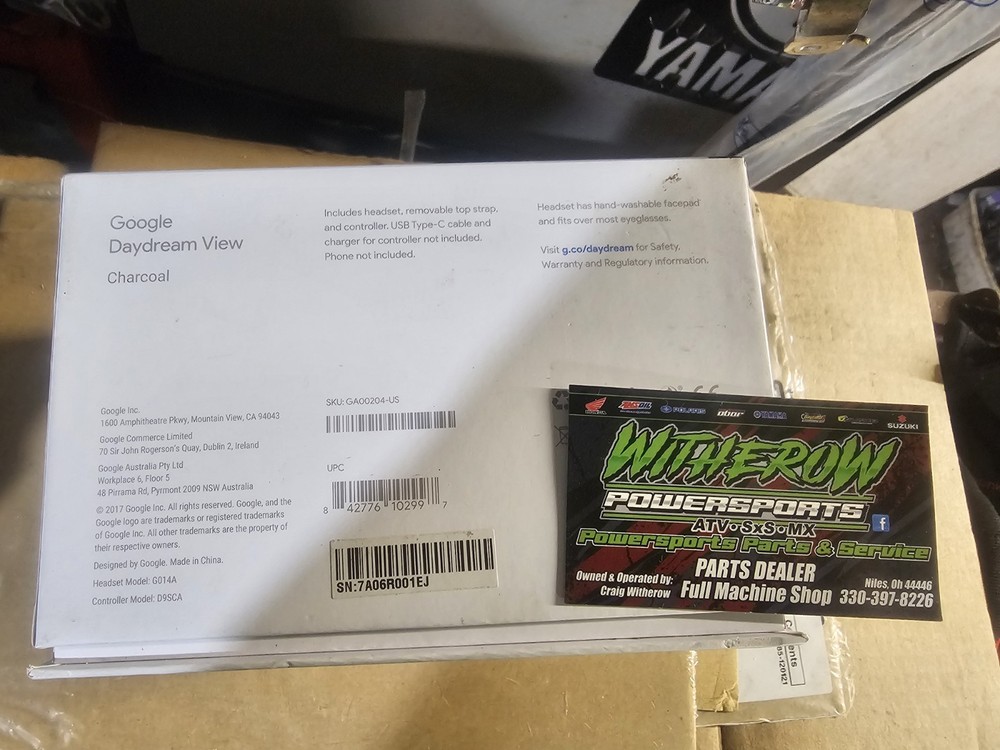 YAMA
Google
Daydream View
Charcoal
Includes headset, removable top strap,
and controller. USB Type-C cable and
charger for controller not included.
Phone not included.
Headset has hand-washable facepad
and fits over most eyeglasses.
Visit g.co/daydream for Safety,
Warranty and Regulatory information.
Google Inc.
1600 Amphitheatre Pkwy, Mountain View, CA 94043
Google Commerce Limited
70 Sir John Rogerson's Quay, Dublin 2, Ireland
Google Australia Pty Ltd
Workplace 6, Floor 5
48 Pirrama Rd, Pyrmont 2009 NSW Australia
© 2017 Google Inc. All rights reserved. Google, and the
Google logo are trademarks or registered trademarks
of Google Inc. All other trademarks are the property of
their respective owners.
Designed by Google. Made in China.
Headset Model: G014A
Controller Model: D9SCA
SKU: GA00204-US
UPC
8 42776 10299 7
SN:7A06R001EJ
HONDA
AMSOIL
POLARIS
obor
YAMAHA
SUZUKI
WITHEROW
POWERSPORTS
ATV • SxS • MX
f
Powersports Parts & Service
PARTS DEALER
Owned & Operated by:
Craig Witherow
Full Machine Shop
Niles, Oh 44446
330-397-8226